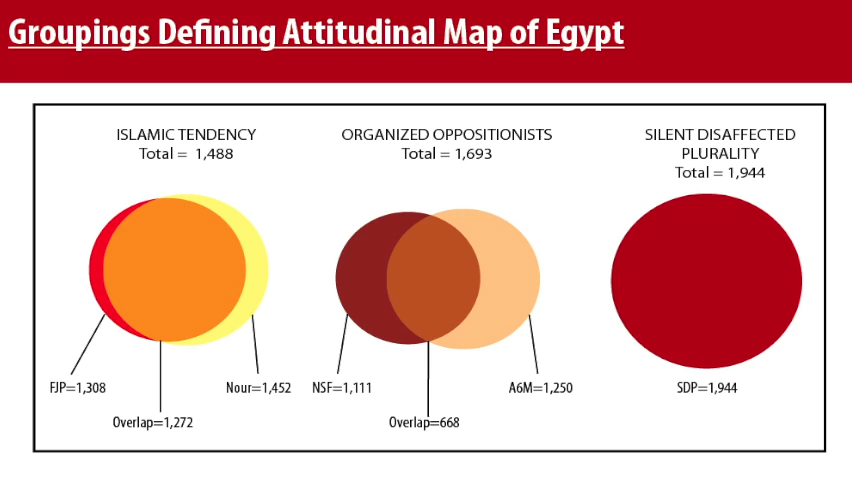 Groupings Defining Attitudinal Map of Egypt
ISLAMIC TENDENCY
Total = 1,488
ORGANIZED OPPOSITIONISTS
Total = 1,693
SILENT DISAFFECTED
PLURALITY
Total = 1,944
FJP=1,308
Nour=1,452
Overlap=1,272
NSF=1,111
A6M=1,250
Overlap=668
SDP=1,944